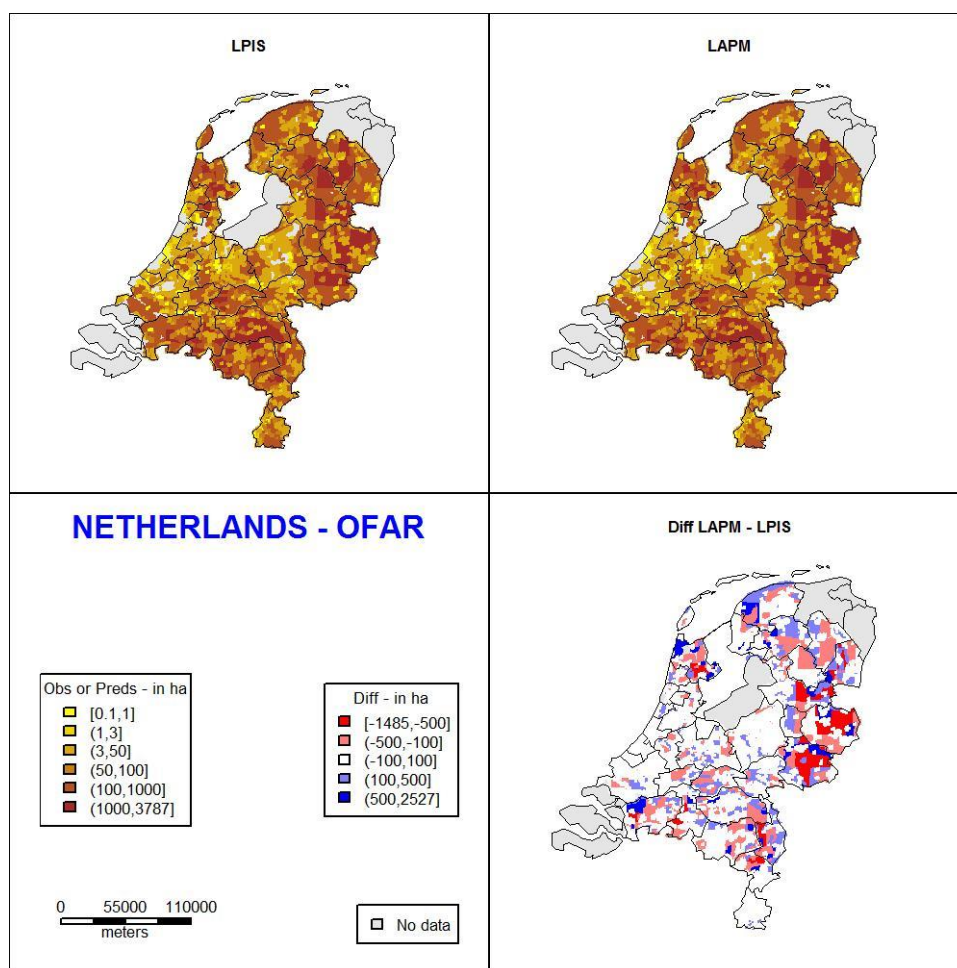 LPIS
LAPM
NETHERLANDS - OFAR
Diff LAPM - LPIS
Obs or Preds - in ha
[0.1,1]
(1,3]
(3,50]
(50,100]
(100,1000]
(1000,3787]
Diff - in ha
[-1485,-500]
(-500,-100]
(-100,100]
(100,500]
(500,2527]
0 55000 110000
meters
No data